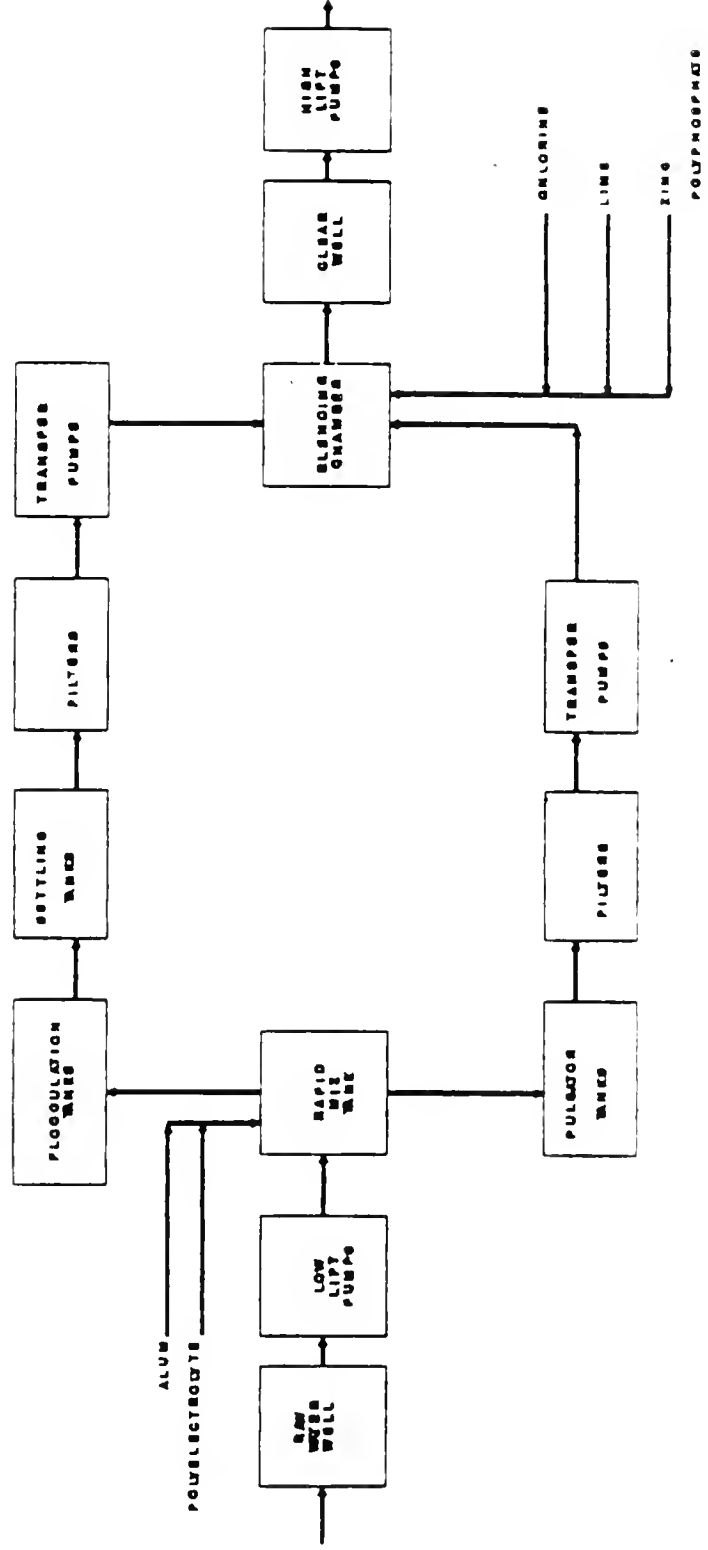 TRANSFER
PUMPS
FILTERS
SETTLING
TANKS
FLOCCULATION
TANKS
HIGH
LIFT
PUMPS
CLEAR
WELL
BLENDING
CHAMBER
RAPID
MIX
TANK
LOW
LIFT
PUMPS
RAW
WATER
WELL
ALUM
POLYELECTROLYTE
CHLORINE
LIME
ZINC
POLYPHOSPHATE
TRANSFER
PUMPS
FILTERS
PULSATOR
TANKS